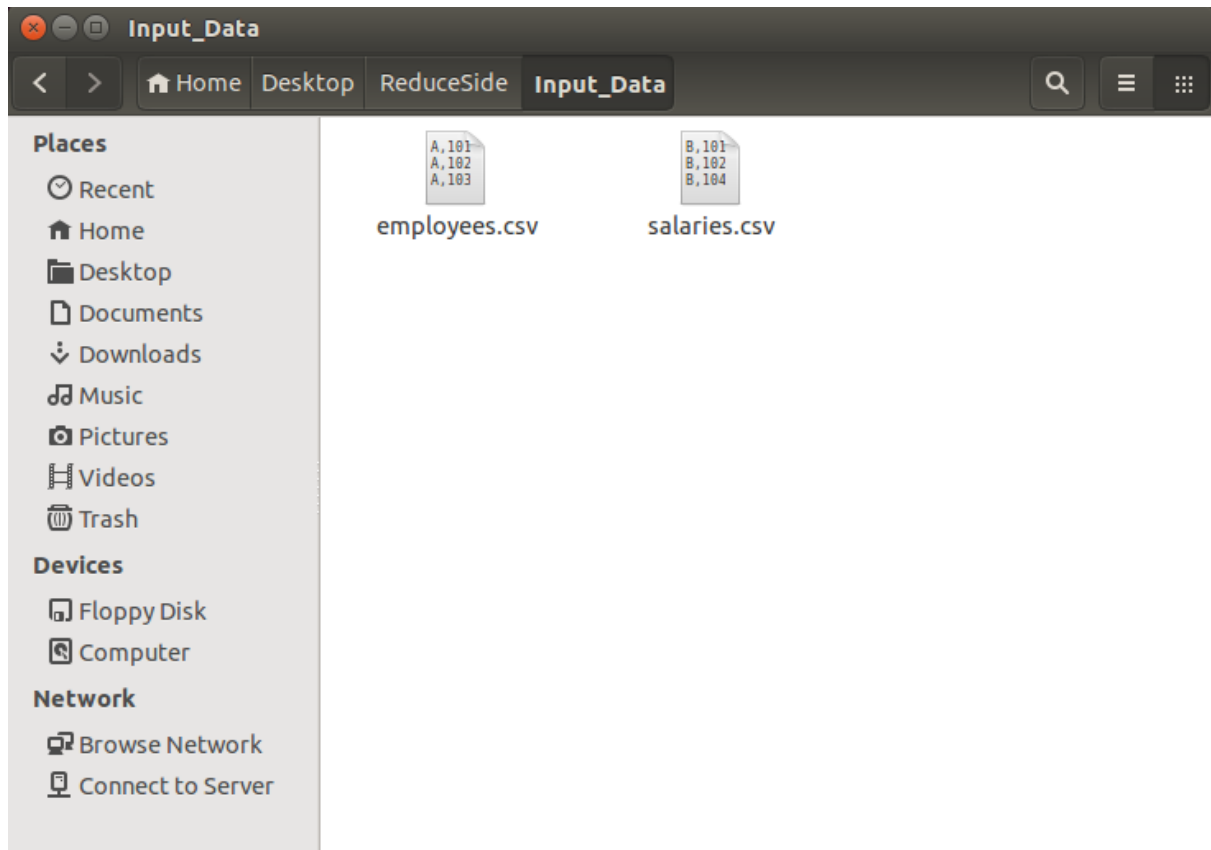 Input_Data
Home Desktop ReduceSide Input_Data
Places
Recent
Home
Desktop
Documents
Downloads
Music
Pictures
Videos
Trash
Devices
Floppy Disk
Computer
Network
Browse Network
Connect to Server
A,101
A,102
A,103
employees.csv
B,101
B,102
B,104
salaries.csv